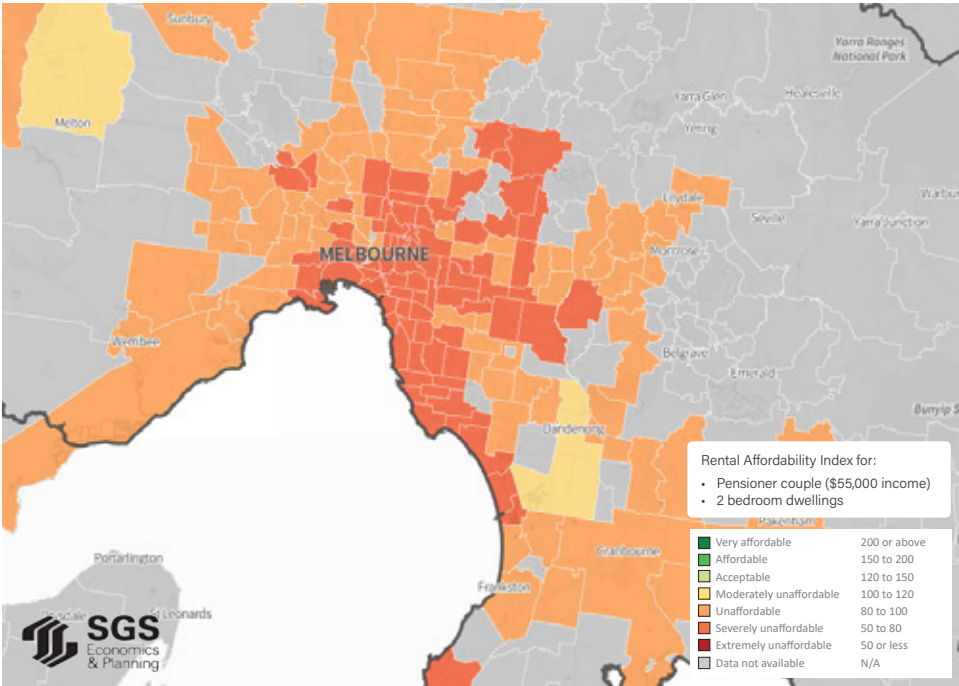 Sunbury
Yarra Ranges
National Park
Yarra Glen
Healesville
Melton
Yering
Lilydale
Seville
Yarra Junction
Montrose
MELBOURNE
Werribee
Belgrave
Emerald
Dandenong
Rental Affordability Index for:
• Pensioner couple ($55,000 income)
• 2 bedroom dwellings
Pakenham
Cranbourne
Very affordable 200 or above
Affordable 150 to 200
Acceptable 120 to 150
Moderately unaffordable 100 to 120
Unaffordable 80 to 100
Severely unaffordable 50 to 80
Extremely unaffordable 50 or less
Data not available N/A
Portarlington
Frankston
St Leonards
SGS
Economics
& Planning